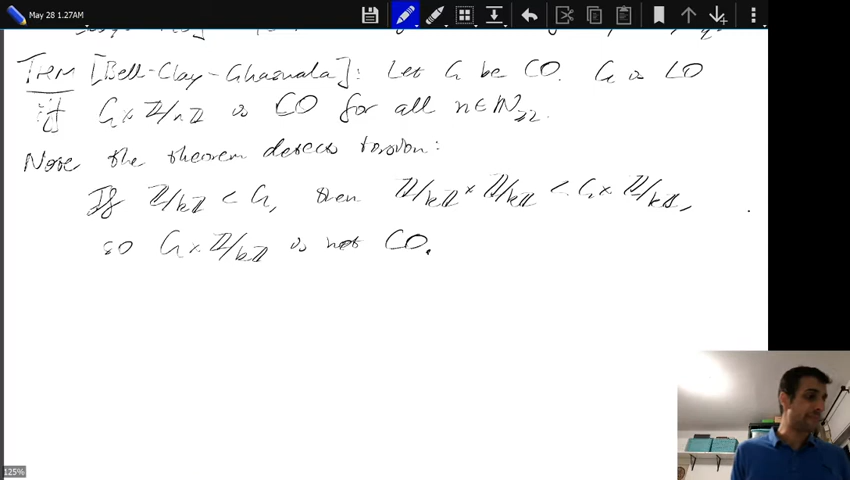 May 28 1.27AM
THM [Bell-Clay-Ghaswala]: Let G be CO. G is LO
iff G × ℤ/nℤ is CO for all n∈ℕ≥2.
Note the theorem detects torsion:
If ℤ/kℤ < G, then ℤ/kℤ × ℤ/kℤ < G × ℤ/kℤ,
so G × ℤ/kℤ is not CO.
125%